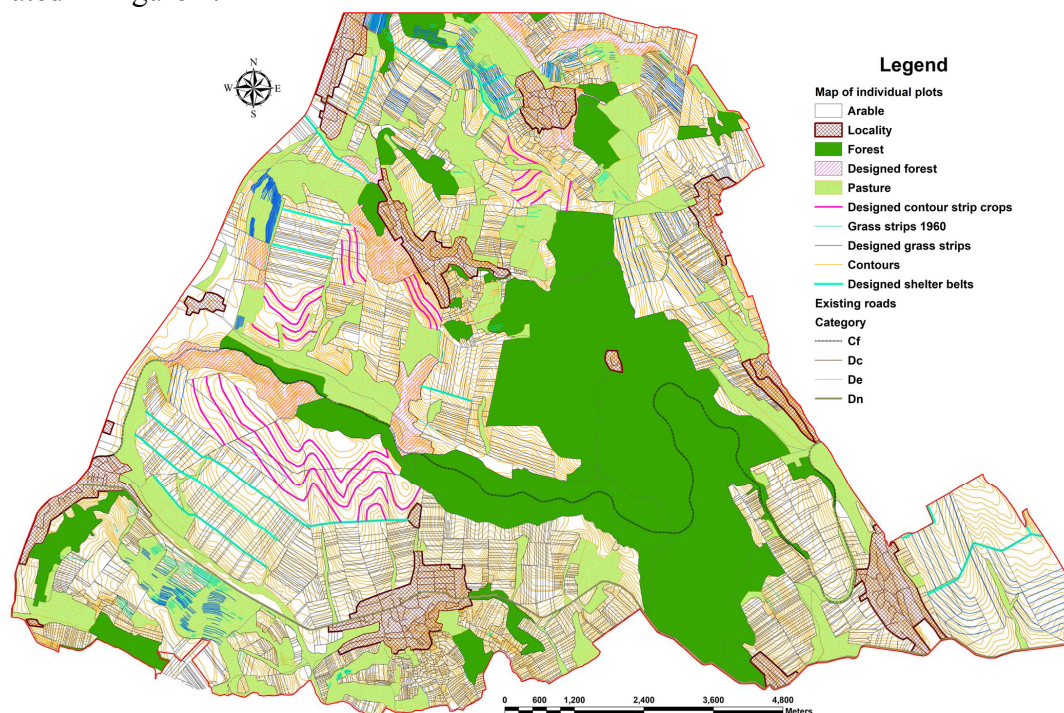 N
W E
S
Legend
Map of individual plots
Arable
Locality
Forest
Designed forest
Pasture
Designed contour strip crops
Grass strips 1960
Designed grass strips
Contours
Designed shelter belts
Existing roads
Category
Cf
Dc
De
Dn
0 600 1,200 2,400 3,600 4,800
Meters